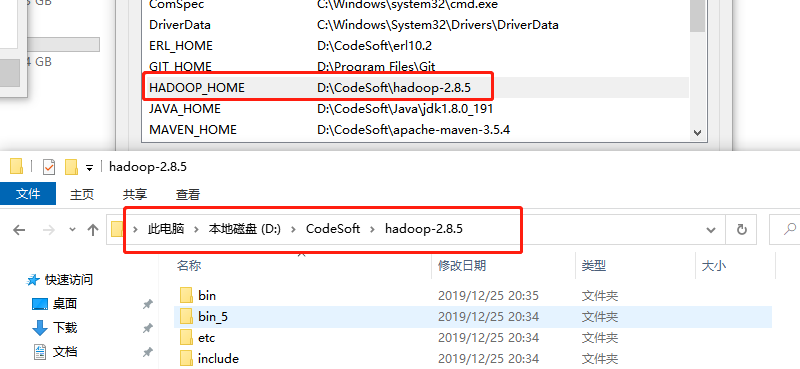 ComSpec C:\Windows\system32\cmd.exe
DriverData C:\Windows\System32\Drivers\DriverData
ERL_HOME D:\CodeSoft\erl10.2
GB
GIT_HOME D:\Program Files\Git
HADOOP_HOME D:\CodeSoft\hadoop-2.8.5
JAVA_HOME D:\CodeSoft\Java\jdk1.8.0_191
MAVEN_HOME D:\CodeSoft\apache-maven-3.5.4
hadoop-2.8.5
文件 主页 共享 查看
此电脑 本地磁盘 (D:) CodeSoft hadoop-2.8.5
名称 修改日期 类型 大小
快速访问
bin 2019/12/25 20:35 文件夹
桌面
bin_5 2019/12/25 20:34 文件夹
下载
etc 2019/12/25 20:34 文件夹
文档
include 2019/12/25 20:34 文件夹